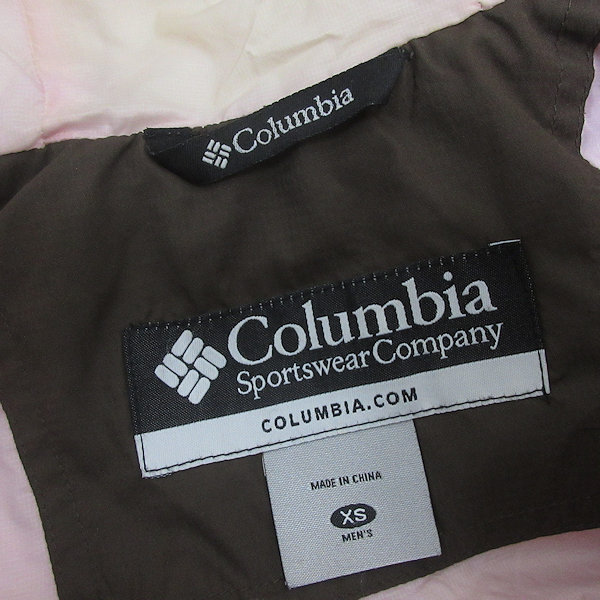 Columbia
Columbia
Sportswear Company
COLUMBIA.COM
MADE IN CHINA
XS
MEN'S